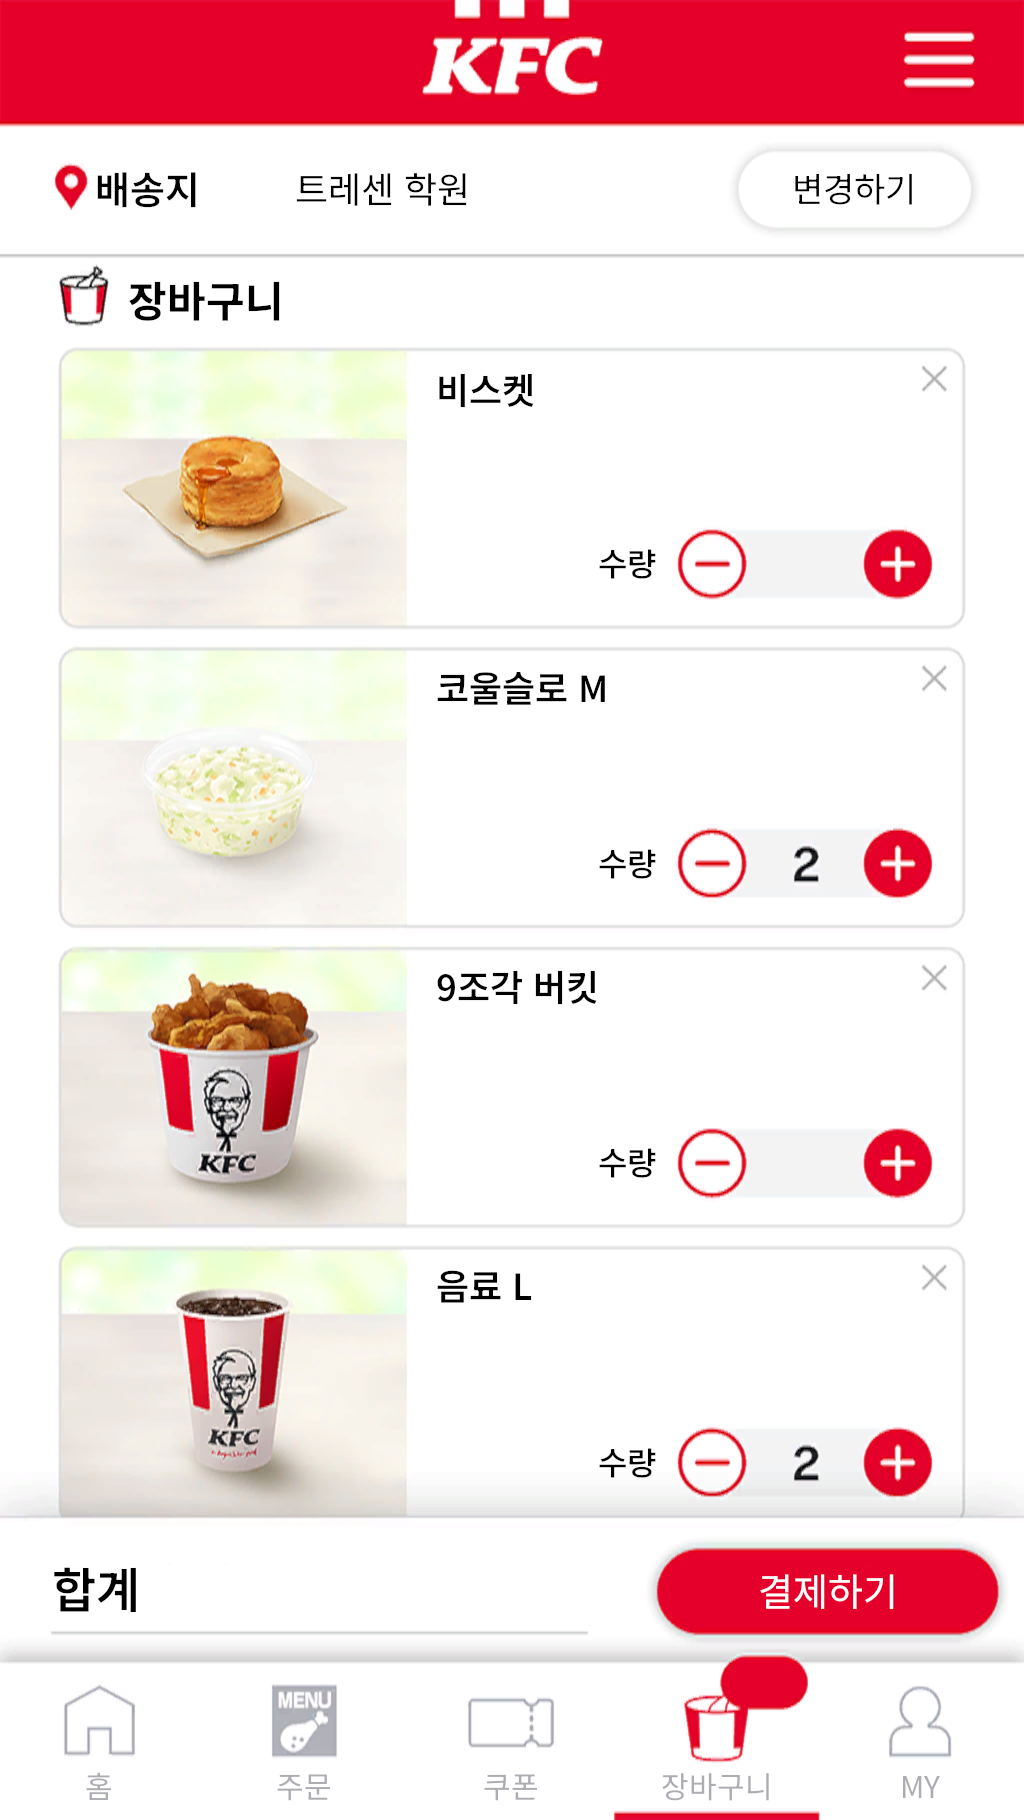 KFC
배송지 트레센 학원 변경하기
장바구니
비스켓
수량
코울슬로 M
수량 2
9조각 버킷
KFC
수량
음료 L
KFC
수량 2
합계 결제하기
MENU
홈 주문 쿠폰 장바구니 MY